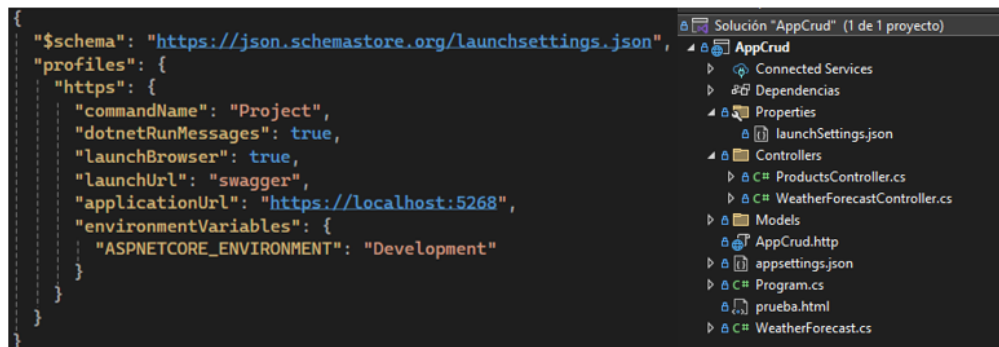 {
"$schema": "https://json.schemastore.org/launchsettings.json",
"profiles": {
"https": {
"commandName": "Project",
"dotnetRunMessages": true,
"launchBrowser": true,
"launchUrl": "swagger",
"applicationUrl": "https://localhost:5268",
"environmentVariables": {
"ASPNETCORE_ENVIRONMENT": "Development"
}
}
}
}
Solución "AppCrud" (1 de 1 proyecto)
AppCrud
Connected Services
Dependencias
Properties
launchSettings.json
Controllers
C# ProductsController.cs
C# WeatherForecastController.cs
Models
AppCrud.http
appsettings.json
C# Program.cs
prueba.html
C# WeatherForecast.cs